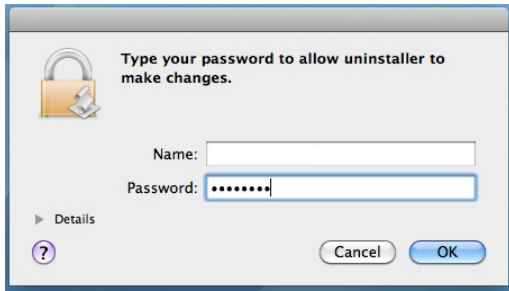 Type your password to allow uninstaller to
make changes.
Name:
Password: ••••••••
Details
?
Cancel OK